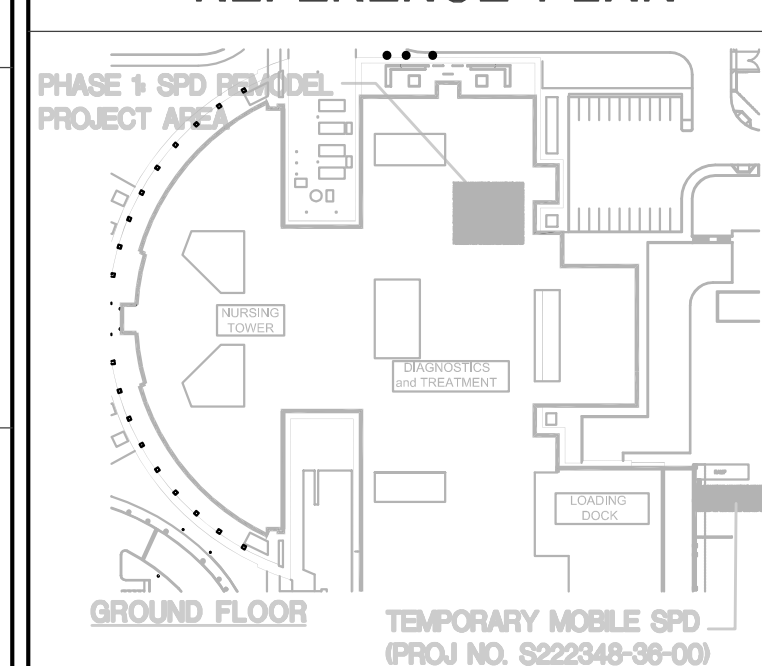 PHASE 1: SPD REMODEL
PROJECT AREA
NURSING
TOWER
DIAGNOSTICS
and TREATMENT
LOADING
DOCK
GROUND FLOOR
TEMPORARY MOBILE SPD
(PROJ NO. S222348-36-00)